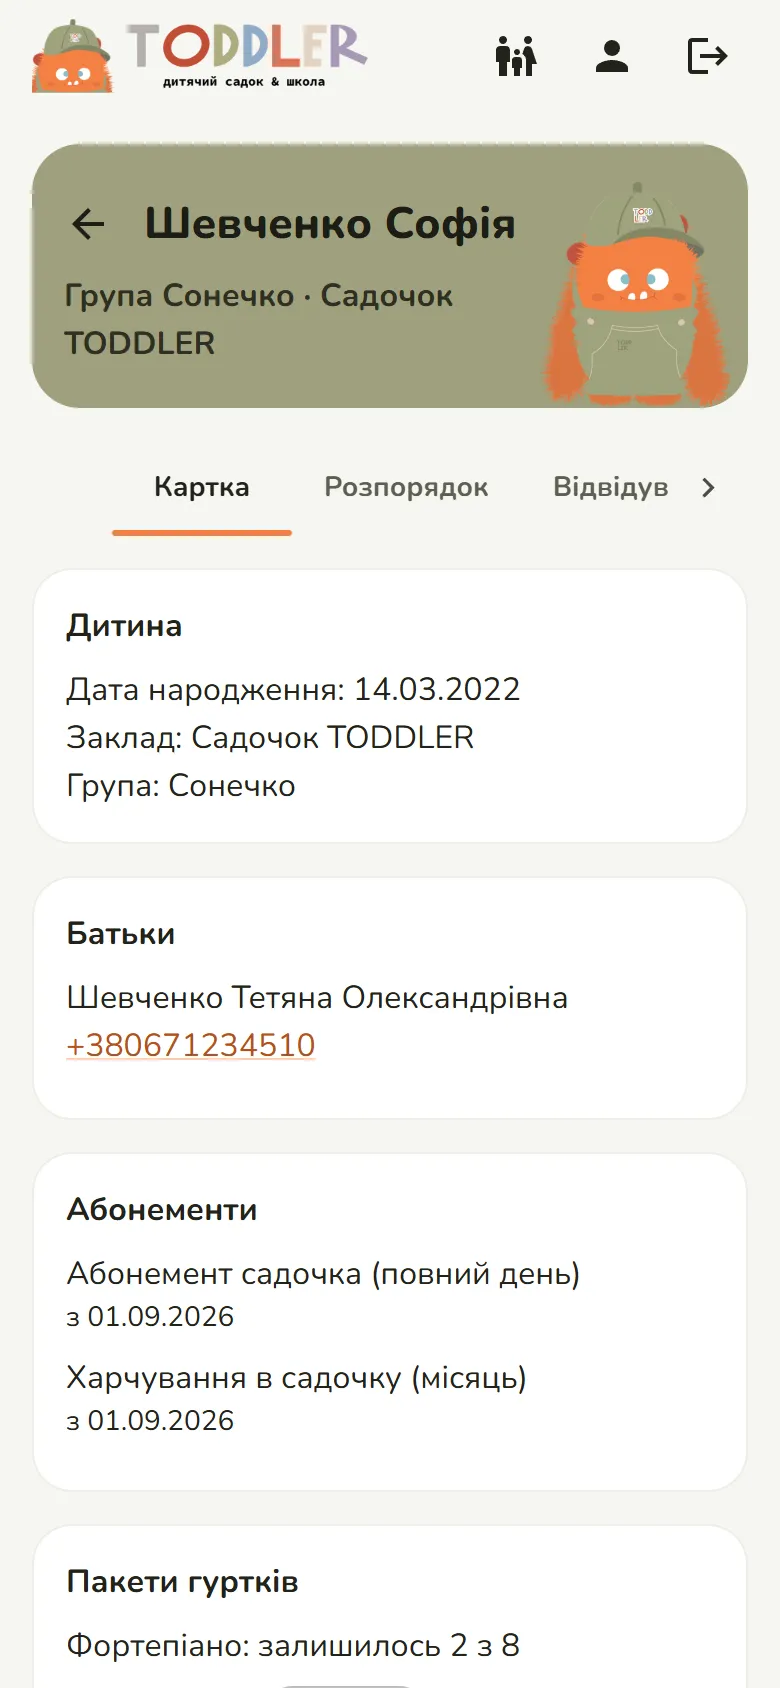 TODDLER
дитячий садок & школа
Шевченко Софія
Група Сонечко · Садочок
TODDLER
Картка Розпорядок Відвідув
Дитина
Дата народження: 14.03.2022
Заклад: Садочок TODDLER
Група: Сонечко
Батьки
Шевченко Тетяна Олександрівна
+380671234510
Абонементи
Абонемент садочка (повний день)
з 01.09.2026
Харчування в садочку (місяць)
з 01.09.2026
Пакети гуртків
Фортепіано: залишилось 2 з 8